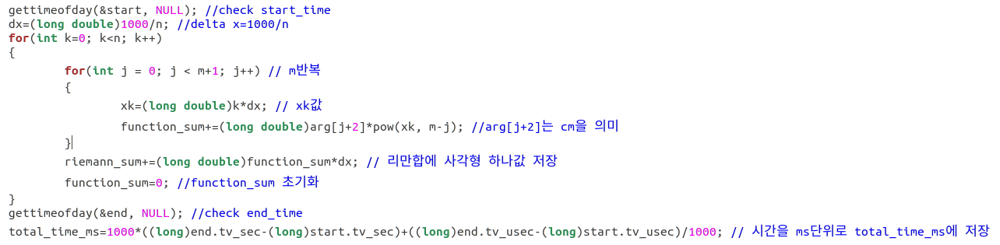 gettimeofday(&start, NULL); //check start_time
dx=(long double)1000/n; //delta x=1000/n
for(int k=0; k<n; k++)
{
        for(int j = 0; j < m+1; j++) // m반복
        {
                xk=(long double)k*dx; // xk값
                function_sum+=(long double)arg[j+2]*pow(xk, m-j); //arg[j+2]는 cm을 의미
        }
        riemann_sum+=(long double)function_sum*dx; // 리만합에 사각형 하나값 저장
        function_sum=0; //function_sum 초기화
}
gettimeofday(&end, NULL); //check end_time
total_time_ms=1000*((long)end.tv_sec-(long)start.tv_sec)+((long)end.tv_usec-(long)start.tv_usec)/1000; // 시간을 ms단위로 total_time_ms에 저장